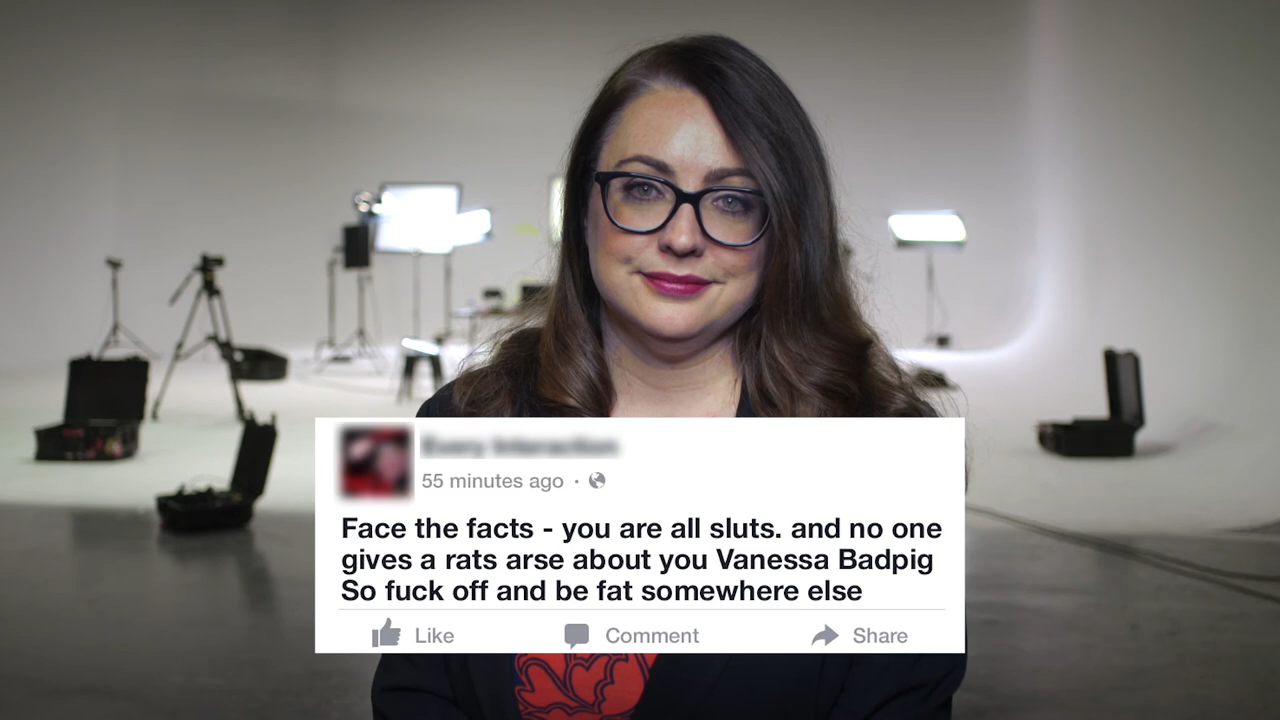 55 minutes ago ·
Face the facts - you are all sluts. and no one
gives a rats arse about you Vanessa Badpig
So fuck off and be fat somewhere else
Like Comment Share